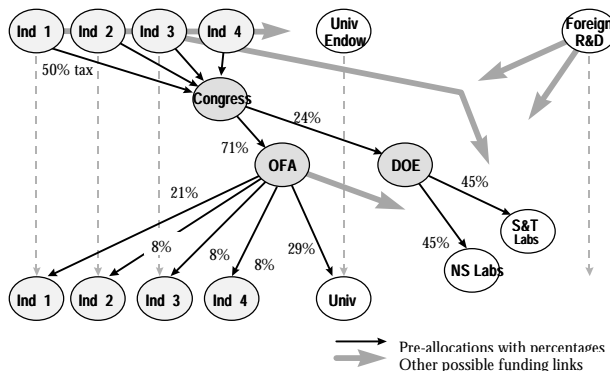 Ind 1
Ind 2
Ind 3
Ind 4
Univ
Endow
Foreign
R&D
50% tax
Congress
24%
71%
OFA
DOE
21%
45%
8%
8%
8%
29%
45%
S&T
Labs
NS Labs
Ind 1
Ind 2
Ind 3
Ind 4
Univ
Pre-allocations with percentages
Other possible funding links